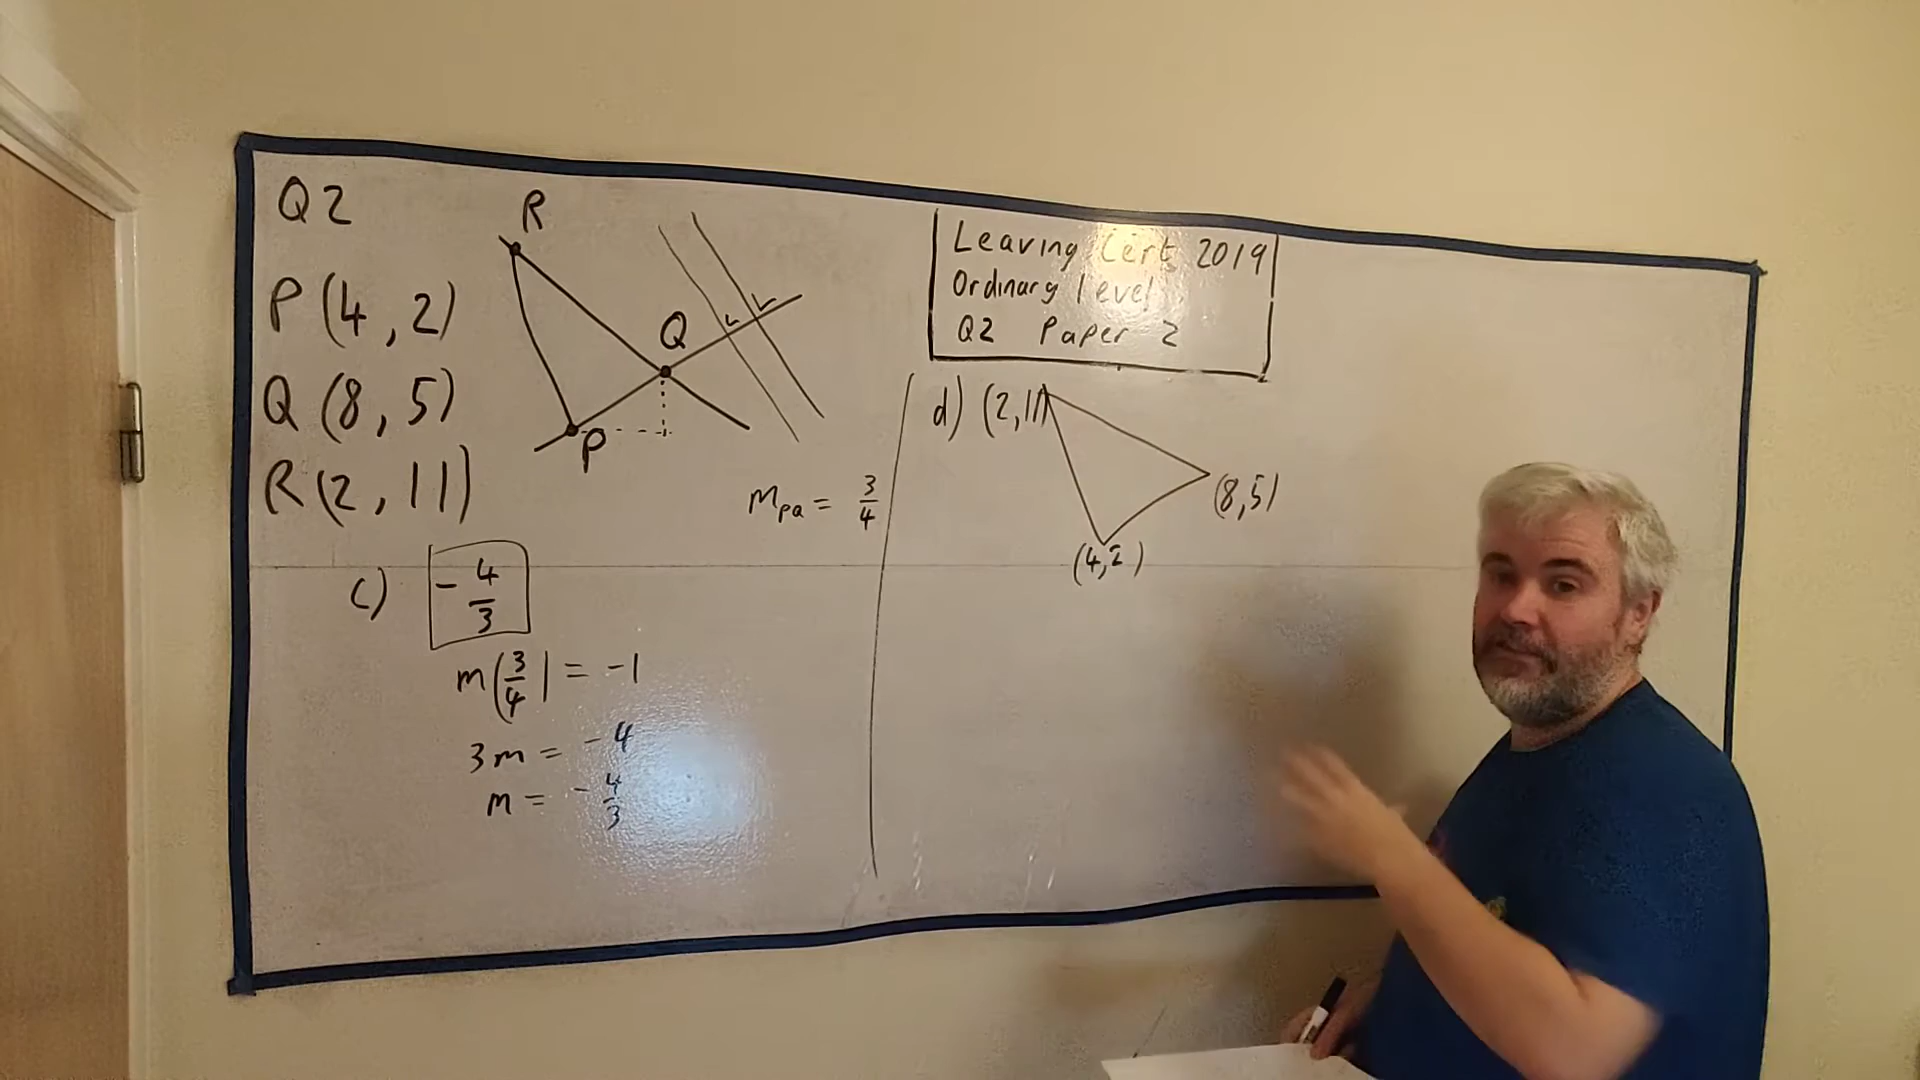 Q2
R
P(4,2)
Q
Q(8,5)
P
R(2,11)
mPQ = 3/4
c) -4/3
m(3/4) = -1
3m = -4
m = -4/3
Leaving Cert 2019
Ordinary level
Q2 Paper 2
d) (2,11)
(8,5)
(4,2)